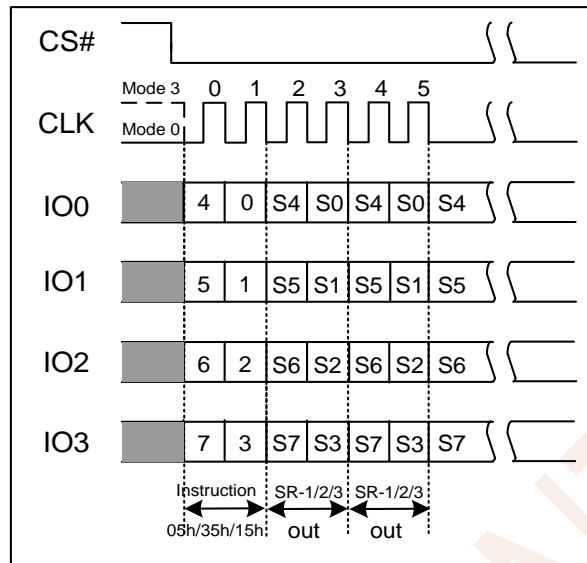 CS#
Mode 3 0 1 2 3 4 5
CLK
Mode 0
IO0 4 0 S4 S0 S4 S0 S4
IO1 5 1 S5 S1 S5 S1 S5
IO2 6 2 S6 S2 S6 S2 S6
IO3 7 3 S7 S3 S7 S3 S7
Instruction SR-1/2/3 SR-1/2/3
05h/35h/15h out out